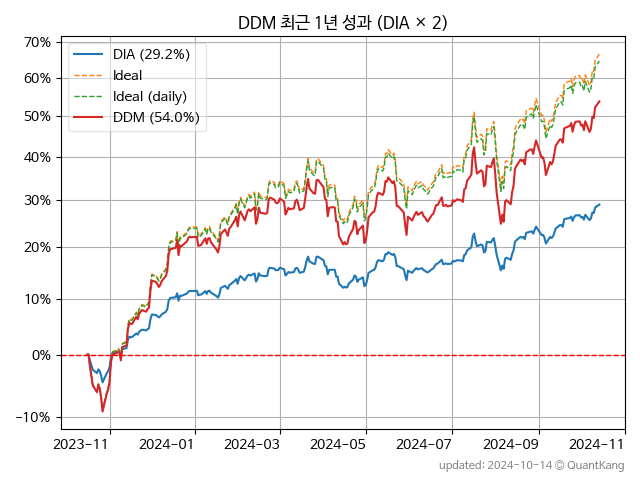 DDM 최근 1년 성과 (DIA × 2)
70%
60%
50%
40%
30%
20%
10%
0%
−10%
DIA (29.2%)
Ideal
Ideal (daily)
DDM (54.0%)
2023-11
2024-01
2024-03
2024-05
2024-07
2024-09
2024-11
updated: 2024-10-14 © QuantKang